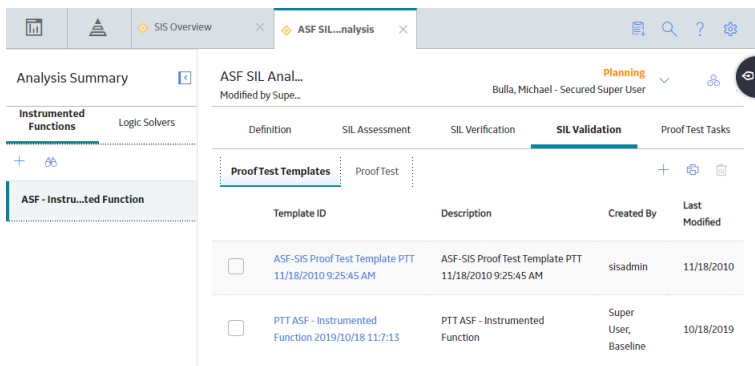 SIS Overview
ASF SIL...nalysis
Analysis Summary
ASF SIL Anal...
Modified by Supe...
Planning
Bulla, Michael - Secured Super User
Instrumented
Functions
Logic Solvers
Definition
SIL Assessment
SIL Verification
SIL Validation
Proof Test Tasks
ASF - Instru...ted Function
Proof Test Templates
Proof Test
Template ID
Description
Created By
Last
Modified
ASF-SIS Proof Test Template PTT
11/18/2010 9:25:45 AM
ASF-SIS Proof Test Template PTT
11/18/2010 9:25:45 AM
sisadmin
11/18/2010
PTT ASF - Instrumented
Function 2019/10/18 11:7:13
PTT ASF - Instrumented
Function
Super
User,
Baseline
10/18/2019